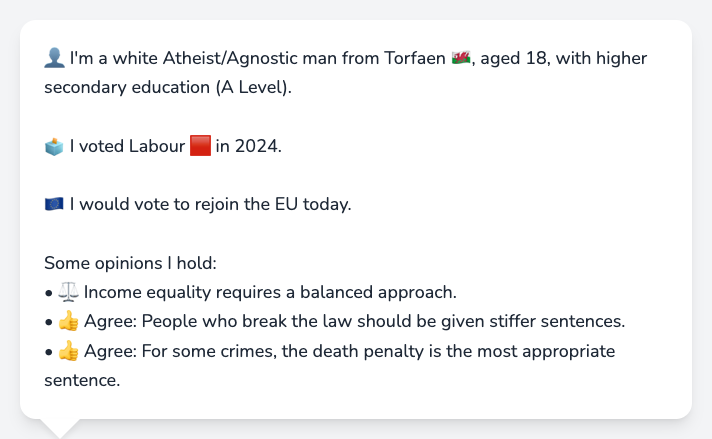 👤 I'm a white Atheist/Agnostic man from Torfaen 🏴󠁧󠁢󠁷󠁬󠁳󠁿, aged 18, with higher
secondary education (A Level).
🗳️ I voted Labour 🟥 in 2024.
🇪🇺 I would vote to rejoin the EU today.
Some opinions I hold:
• ⚖️ Income equality requires a balanced approach.
• 👍 Agree: People who break the law should be given stiffer sentences.
• 👍 Agree: For some crimes, the death penalty is the most appropriate
sentence.